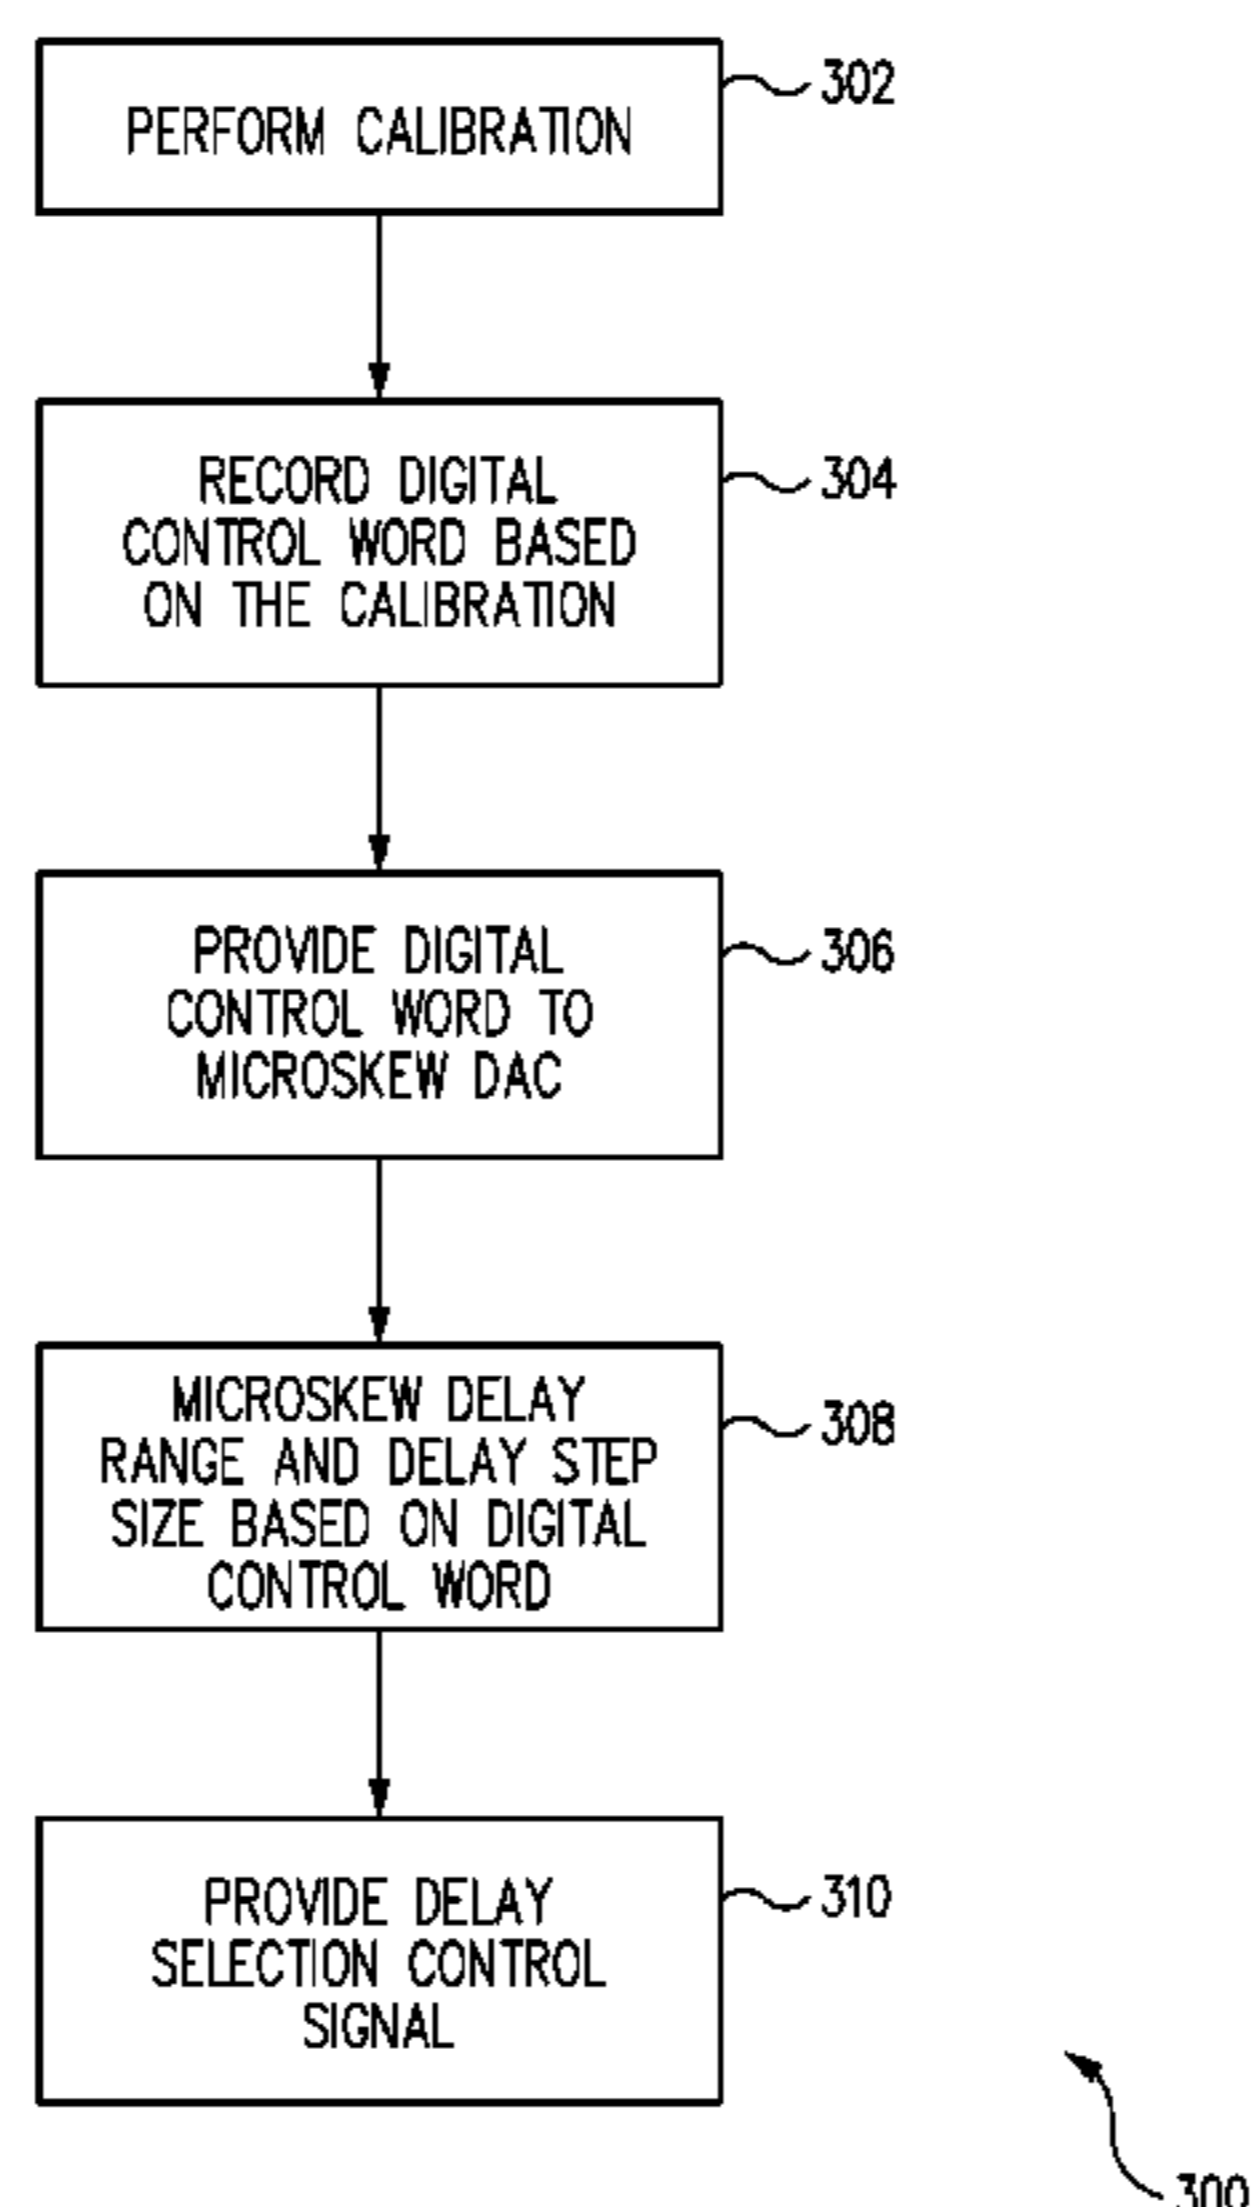 PERFORM CALIBRATION
302
RECORD DIGITAL
CONTROL WORD BASED
ON THE CALIBRATION
304
PROVIDE DIGITAL
CONTROL WORD TO
MICROSKEW DAC
306
MICROSKEW DELAY
RANGE AND DELAY STEP
SIZE BASED ON DIGITAL
CONTROL WORD
308
PROVIDE DELAY
SELECTION CONTROL
SIGNAL
310
300